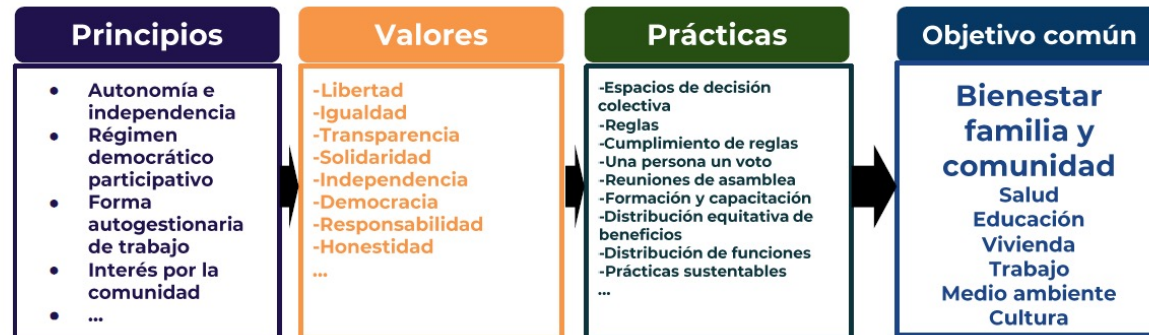 Principios
• Autonomía e
independencia
• Régimen
democrático
participativo
• Forma
autogestionaria
de trabajo
• Interés por la
comunidad
• ...
Valores
-Libertad
-Igualdad
-Transparencia
-Solidaridad
-Independencia
-Democracia
-Responsabilidad
-Honestidad
...
Prácticas
-Espacios de decisión
colectiva
-Reglas
-Cumplimiento de reglas
-Una persona un voto
-Reuniones de asamblea
-Formación y capacitación
-Distribución equitativa de
beneficios
-Distribución de funciones
-Prácticas sustentables
...
Objetivo común
Bienestar
familia y
comunidad
Salud
Educación
Vivienda
Trabajo
Medio ambiente
Cultura